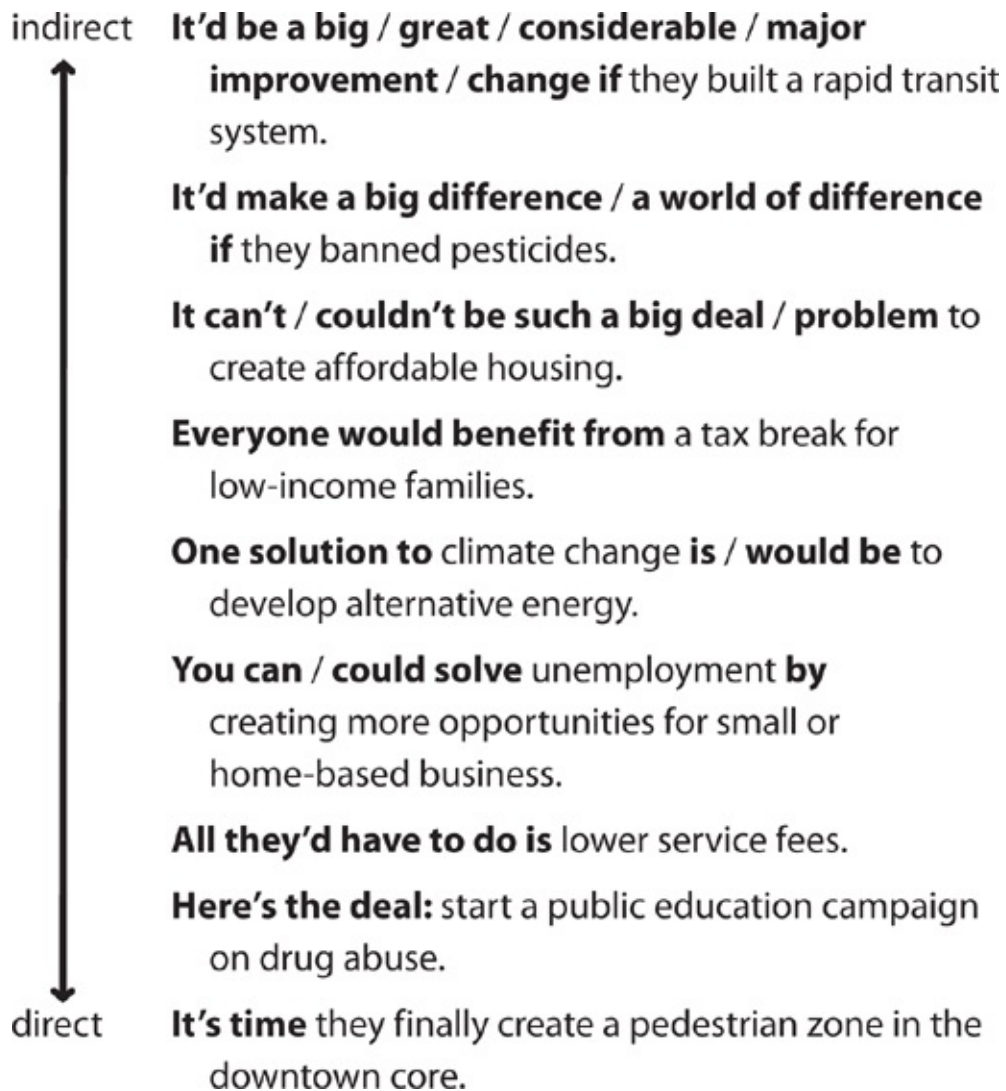 indirect It’d be a big / great / considerable / major
improvement / change if they built a rapid transit
system.
It’d make a big difference / a world of difference
if they banned pesticides.
It can't / couldn’t be such a big deal / problem to
create affordable housing.
Everyone would benefit from a tax break for
low-income families.
One solution to climate change is / would be to
develop alternative energy.
You can / could solve unemployment by
creating more opportunities for small or
home-based business.
All they’d have to do is lower service fees.
Here’s the deal: start a public education campaign
on drug abuse.
direct It’s time they finally create a pedestrian zone in the
downtown core.